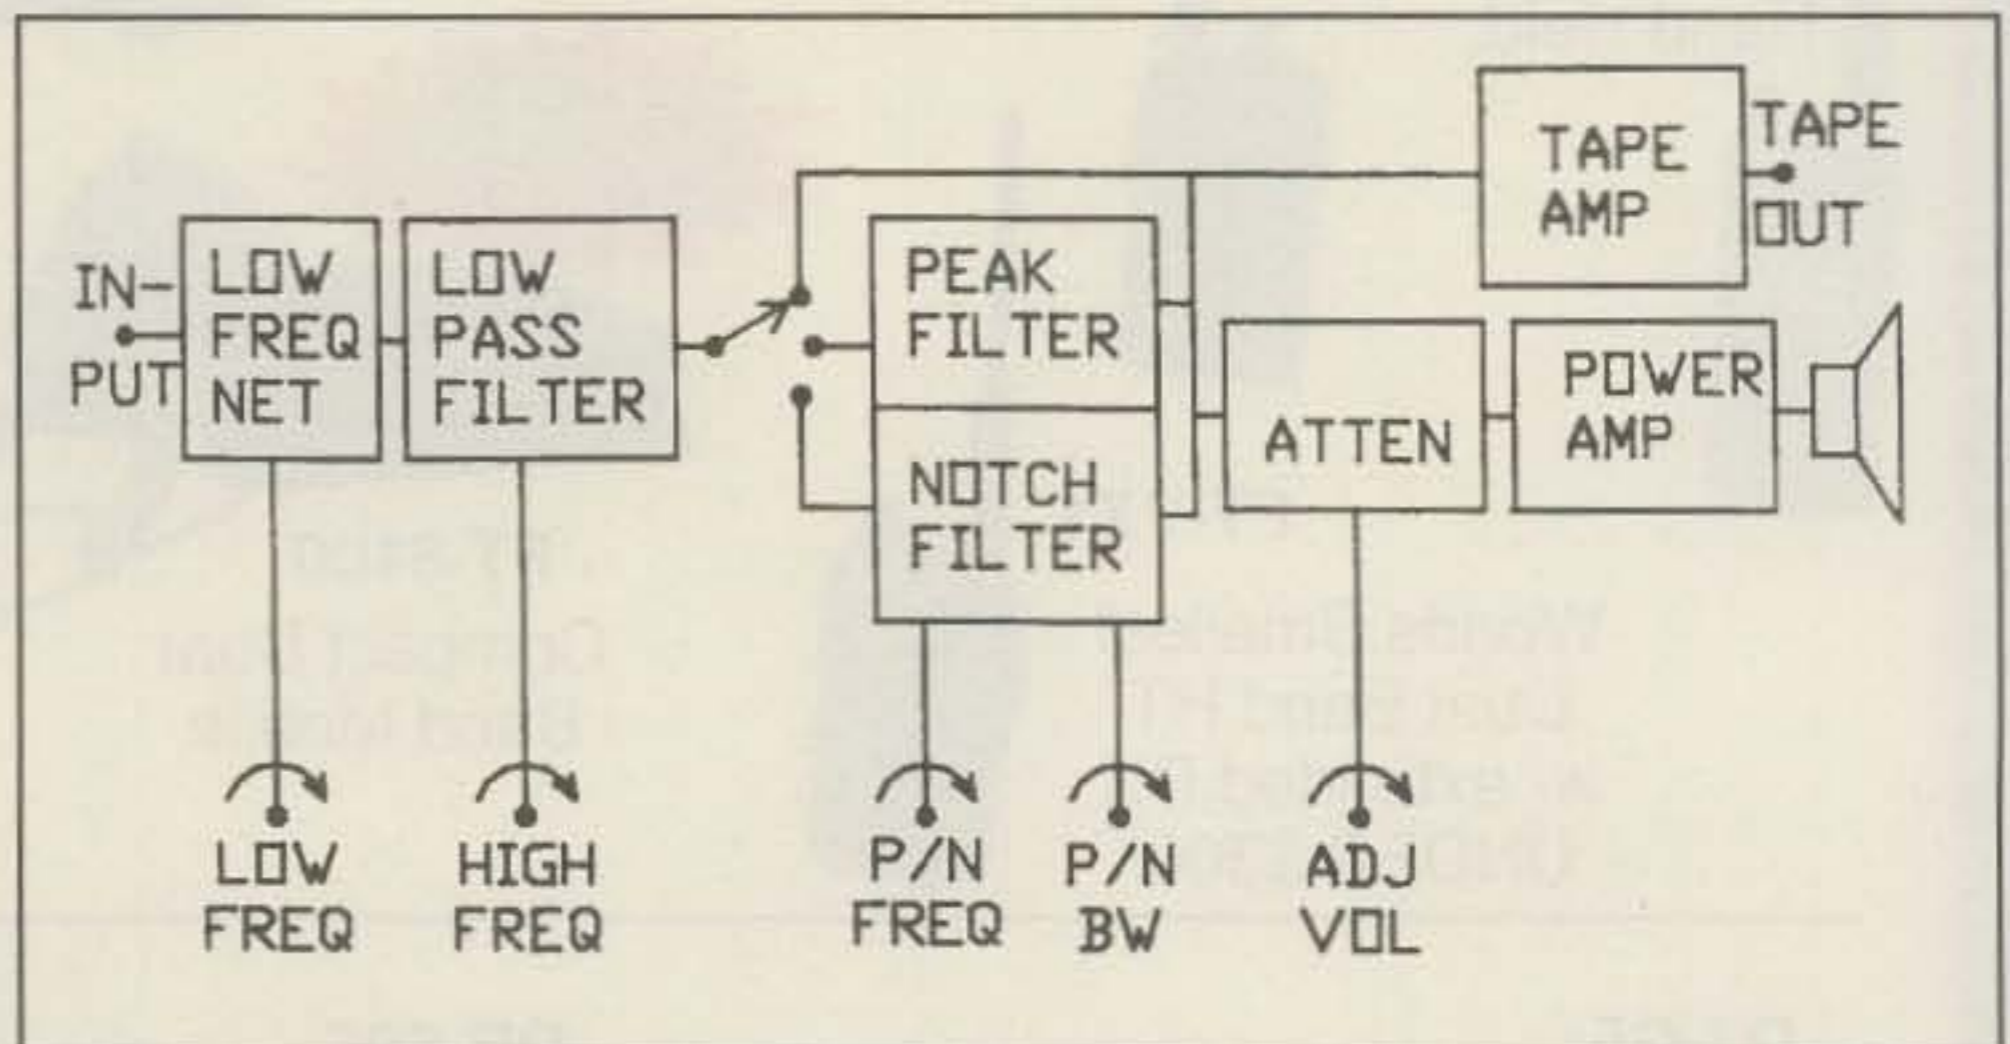 IN-
PUT
LOW
FREQ
NET
LOW
PASS
FILTER
PEAK
FILTER
NOTCH
FILTER
TAPE
AMP
TAPE
OUT
ATTEN
POWER
AMP
LOW
FREQ
HIGH
FREQ
P/N
FREQ
P/N
BW
ADJ
VOL